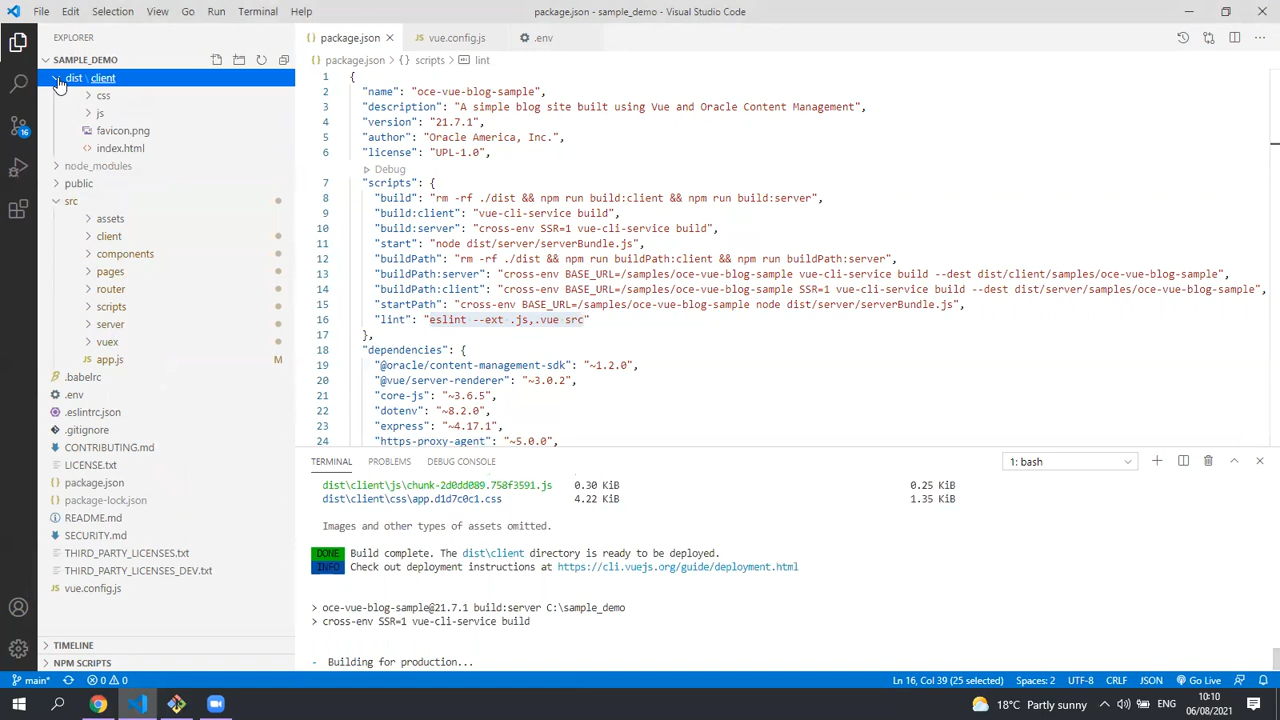 File Edit Selection View Go Run Terminal Help package.json - sample_demo - Visual Studio Code
EXPLORER
SAMPLE_DEMO
dist \ client
css
js
favicon.png
index.html
node_modules
public
src
assets
client
components
pages
router
scripts
server
vuex
app.js M
.babelrc
.env
.eslintrc.json
.gitignore
CONTRIBUTING.md
LICENSE.txt
package.json
package-lock.json
README.md
SECURITY.md
THIRD_PARTY_LICENSES.txt
THIRD_PARTY_LICENSES_DEV.txt
vue.config.js
TIMELINE
NPM SCRIPTS
16
package.json vue.config.js .env
package.json > {} scripts > lint
1 {
2 "name": "oce-vue-blog-sample",
3 "description": "A simple blog site built using Vue and Oracle Content Management",
4 "version": "21.7.1",
5 "author": "Oracle America, Inc.",
6 "license": "UPL-1.0",
Debug
7 "scripts": {
8 "build": "rm -rf ./dist && npm run build:client && npm run build:server",
9 "build:client": "vue-cli-service build",
10 "build:server": "cross-env SSR=1 vue-cli-service build",
11 "start": "node dist/server/serverBundle.js",
12 "buildPath": "rm -rf ./dist && npm run buildPath:client && npm run buildPath:server",
13 "buildPath:server": "cross-env BASE_URL=/samples/oce-vue-blog-sample vue-cli-service build --dest dist/client/samples/oce-vue-blog-sample",
14 "buildPath:client": "cross-env BASE_URL=/samples/oce-vue-blog-sample SSR=1 vue-cli-service build --dest dist/server/samples/oce-vue-blog-sample",
15 "startPath": "cross-env BASE_URL=/samples/oce-vue-blog-sample node dist/server/serverBundle.js",
16 "lint": "eslint --ext .js,.vue src"
17 },
18 "dependencies": {
19 "@oracle/content-management-sdk": "~1.2.0",
20 "@vue/server-renderer": "~3.0.2",
21 "core-js": "~3.6.5",
22 "dotenv": "~8.2.0",
23 "express": "~4.17.1",
24 "https-proxy-agent": "~5.0.0",
TERMINAL PROBLEMS DEBUG CONSOLE 1: bash
dist\client\js\chunk-2d0dd089.758f3591.js 0.30 KiB 0.25 KiB
dist\client\css\app.d1d7c0c1.css 4.22 KiB 1.35 KiB
Images and other types of assets omitted.
DONE Build complete. The dist\client directory is ready to be deployed.
INFO Check out deployment instructions at https://cli.vuejs.org/guide/deployment.html
> oce-vue-blog-sample@21.7.1 build:server C:\sample_demo
> cross-env SSR=1 vue-cli-service build
- Building for production...
main* 0 0 Ln 16, Col 39 (25 selected) Spaces: 2 UTF-8 CRLF JSON Go Live
18°C Partly sunny ENG 10:10
06/08/2021